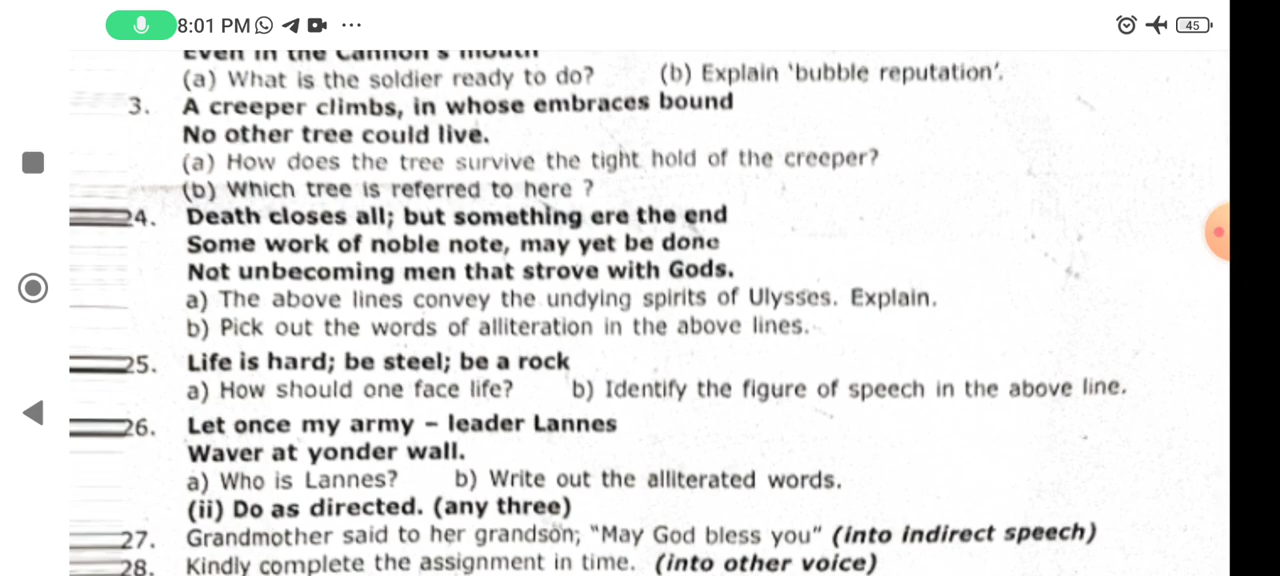 8:01 PM ...
45
Even in the Cannon's mouth
(a) What is the soldier ready to do? (b) Explain 'bubble reputation'.
3. A creeper climbs, in whose embraces bound
No other tree could live.
(a) How does the tree survive the tight hold of the creeper?
(b) Which tree is referred to here ?
24. Death closes all; but something ere the end
Some work of noble note, may yet be done
Not unbecoming men that strove with Gods.
a) The above lines convey the undying spirits of Ulysses. Explain.
b) Pick out the words of alliteration in the above lines.
25. Life is hard; be steel; be a rock
a) How should one face life? b) Identify the figure of speech in the above line.
26. Let once my army – leader Lannes
Waver at yonder wall.
a) Who is Lannes? b) Write out the alliterated words.
(ii) Do as directed. (any three)
27. Grandmother said to her grandson; "May God bless you" (into indirect speech)
28. Kindly complete the assignment in time. (into other voice)